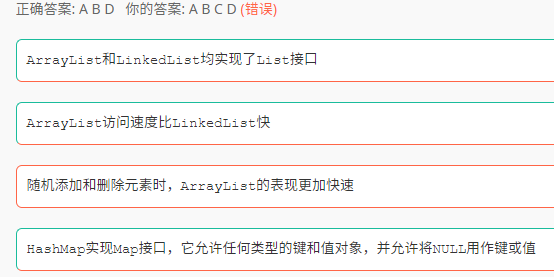 正确答案: A B D 你的答案: A B C D (错误)
ArrayList和LinkedList均实现了List接口
ArrayList访问速度比LinkedList快
随机添加和删除元素时，ArrayList的表现更加快速
HashMap实现Map接口，它允许任何类型的键和值对象，并允许将NULL用作键或值